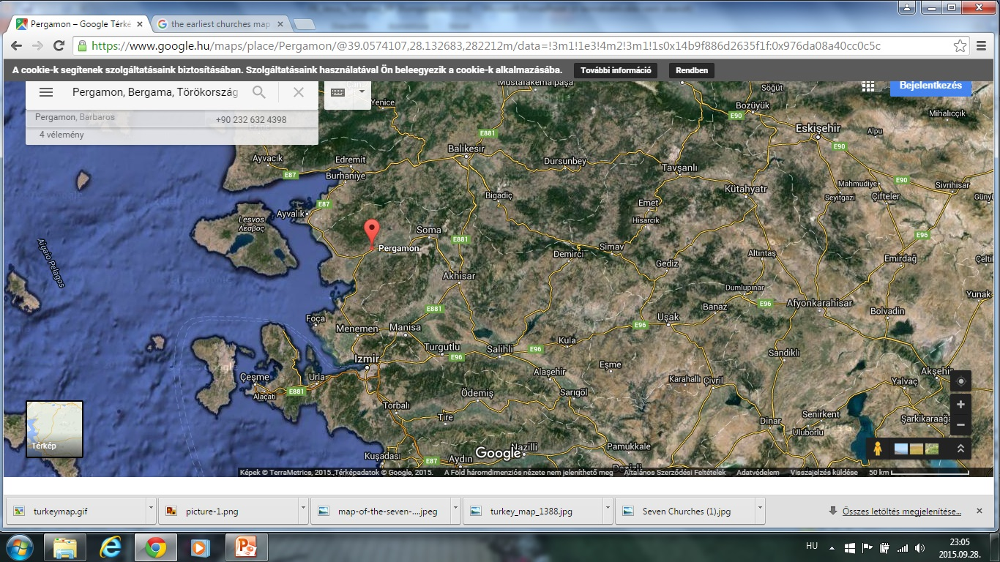 Pergamon – Google Térké
the earliest churches map
https://www.google.hu/maps/place/Pergamon/@39.0574107,28.132683,282212m/data=!3m1!1e3!4m2!3m1!1s0x14b9f886d2635f1f:0x976da08a40cc0c5c
A cookie-k segítenek szolgáltatásaink biztosításában. Szolgáltatásaink használatával Ön beleegyezik a cookie-k alkalmazásába.
További információ
Rendben
Pergamon, Bergama, Törökország
Bejelentkezés
Pergamon, Barbaros
+90 232 632 4398
4 vélemény
Mustafakemalpaşa
Söğüt
Yenice
Bozüyük
E90
Mihalıççık
E881
Eskişehir
Alpu
E90
Balıkesir
Ayvacık
Edremit
Dursunbey
E87
Burhaniye
Tavşanlı
E90
Mahmudiye
Sivrihisar
Kütahyatr
Bigadiç
Seyitgazi
Çifteler
E87
Emet
Ayvalık
Lesvos
Λεσβος
Hisarcık
Soma
E96
E881
Aigaio Pelagos
Pergamon
Simav
Demirci
Altıntaş
Emirdağ
Gediz
Akhisar
Dumlupınar
Yunak
Banaz
E96
Afyonkarahisar
E881
Bolvadin
Foça
Uşak
E96
Menemen
Manisa
Kula
Turgutlu
Salihli
E96
Sandıklı
E96
Izmir
Eşme
Alaşehir
Akşehir
Çeşme
Urla
Karahallı
Çivril
Yalvaç
E881
Ödemiş
Sarıgöl
Alaçatı
Torbalı
Tire
Senirkent
Dinar
Şarkikaraağa
Uluborlu
Térkép
Nazilli
Pamukkale
Google
Kuşadası
E87
Aydın
Denizli
Képek © TerraMetrics, 2015.,Térképadatok © Google, 2015.
A Föld háromdimenziós nézete nem jeleníthető meg
Általános Szerződési Feltételek
Adatvédelem
Visszajelzés küldése
50 km
turkeymap.gif
picture-1.png
map-of-the-seven-....jpeg
turkey_map_1388.jpg
Seven Churches (1).jpg
Összes letöltés megjelenítése...
HU
23:05
2015.09.28.